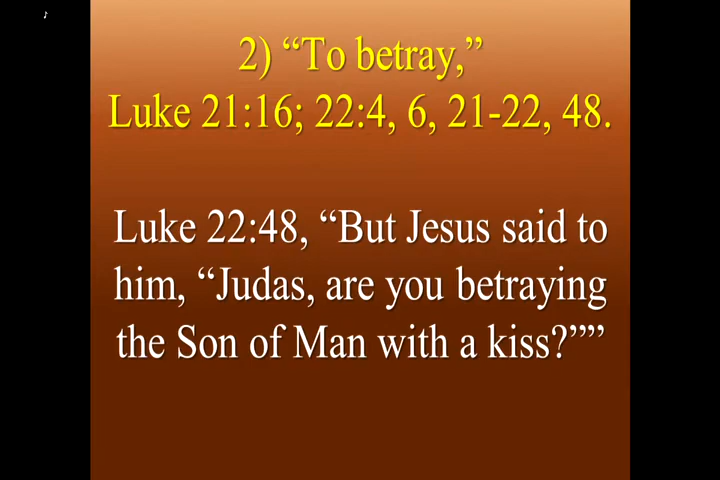 ♪
2) “To betray,”
Luke 21:16; 22:4, 6, 21-22, 48.
Luke 22:48, “But Jesus said to
him, “Judas, are you betraying
the Son of Man with a kiss?””